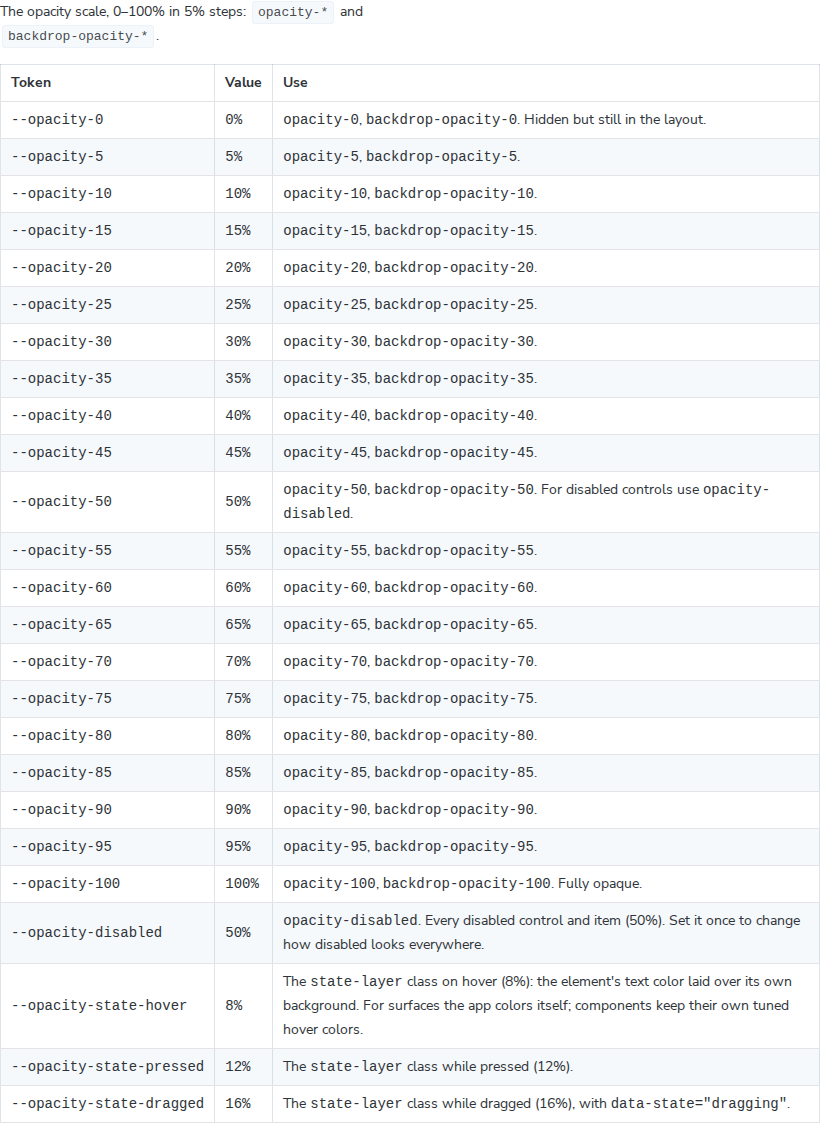 The opacity scale, 0–100% in 5% steps: opacity-* and
backdrop-opacity-* .
Token Value Use
--opacity-0 0% opacity-0, backdrop-opacity-0. Hidden but still in the layout.
--opacity-5 5% opacity-5, backdrop-opacity-5.
--opacity-10 10% opacity-10, backdrop-opacity-10.
--opacity-15 15% opacity-15, backdrop-opacity-15.
--opacity-20 20% opacity-20, backdrop-opacity-20.
--opacity-25 25% opacity-25, backdrop-opacity-25.
--opacity-30 30% opacity-30, backdrop-opacity-30.
--opacity-35 35% opacity-35, backdrop-opacity-35.
--opacity-40 40% opacity-40, backdrop-opacity-40.
--opacity-45 45% opacity-45, backdrop-opacity-45.
--opacity-50 50% opacity-50, backdrop-opacity-50. For disabled controls use opacity-
disabled.
--opacity-55 55% opacity-55, backdrop-opacity-55.
--opacity-60 60% opacity-60, backdrop-opacity-60.
--opacity-65 65% opacity-65, backdrop-opacity-65.
--opacity-70 70% opacity-70, backdrop-opacity-70.
--opacity-75 75% opacity-75, backdrop-opacity-75.
--opacity-80 80% opacity-80, backdrop-opacity-80.
--opacity-85 85% opacity-85, backdrop-opacity-85.
--opacity-90 90% opacity-90, backdrop-opacity-90.
--opacity-95 95% opacity-95, backdrop-opacity-95.
--opacity-100 100% opacity-100, backdrop-opacity-100. Fully opaque.
--opacity-disabled 50% opacity-disabled. Every disabled control and item (50%). Set it once to change
how disabled looks everywhere.
--opacity-state-hover 8% The state-layer class on hover (8%): the element's text color laid over its own
background. For surfaces the app colors itself; components keep their own tuned
hover colors.
--opacity-state-pressed 12% The state-layer class while pressed (12%).
--opacity-state-dragged 16% The state-layer class while dragged (16%), with data-state="dragging".